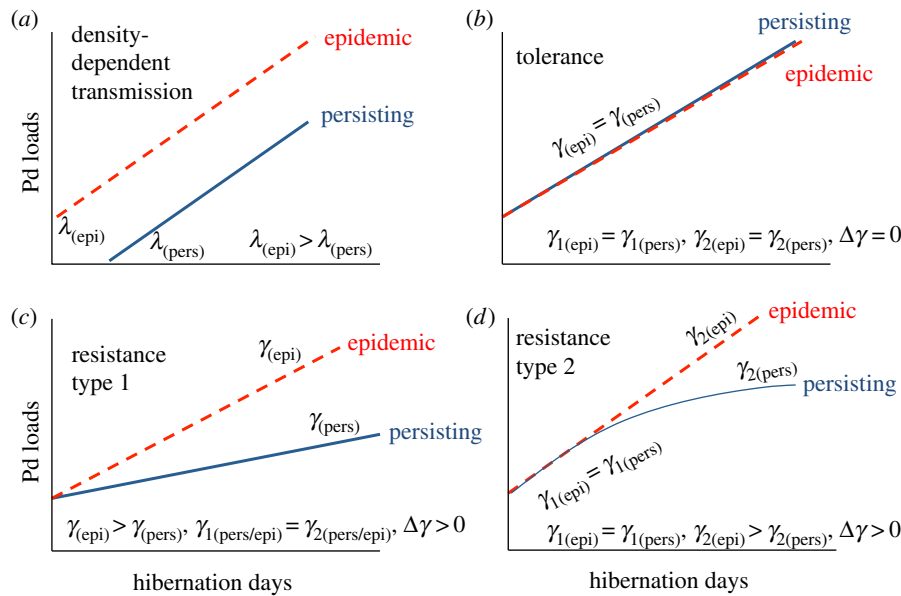 (a)
density-
dependent
transmission
epidemic
persisting
Pd loads
λ(epi)
λ(pers)
λ(epi) > λ(pers)
(b)
tolerance
persisting
epidemic
γ(epi) = γ(pers)
γ1(epi) = γ1(pers), γ2(epi) = γ2(pers), Δγ = 0
(c)
resistance
type 1
γ(epi)
epidemic
γ(pers)
persisting
Pd loads
γ(epi) > γ(pers), γ1(pers/epi) = γ2(pers/epi), Δγ > 0
hibernation days
(d)
resistance
type 2
γ2(epi)
epidemic
γ2(pers)
persisting
γ1(epi) = γ1(pers)
γ1(epi) = γ1(pers), γ2(epi) > γ2(pers), Δγ > 0
hibernation days